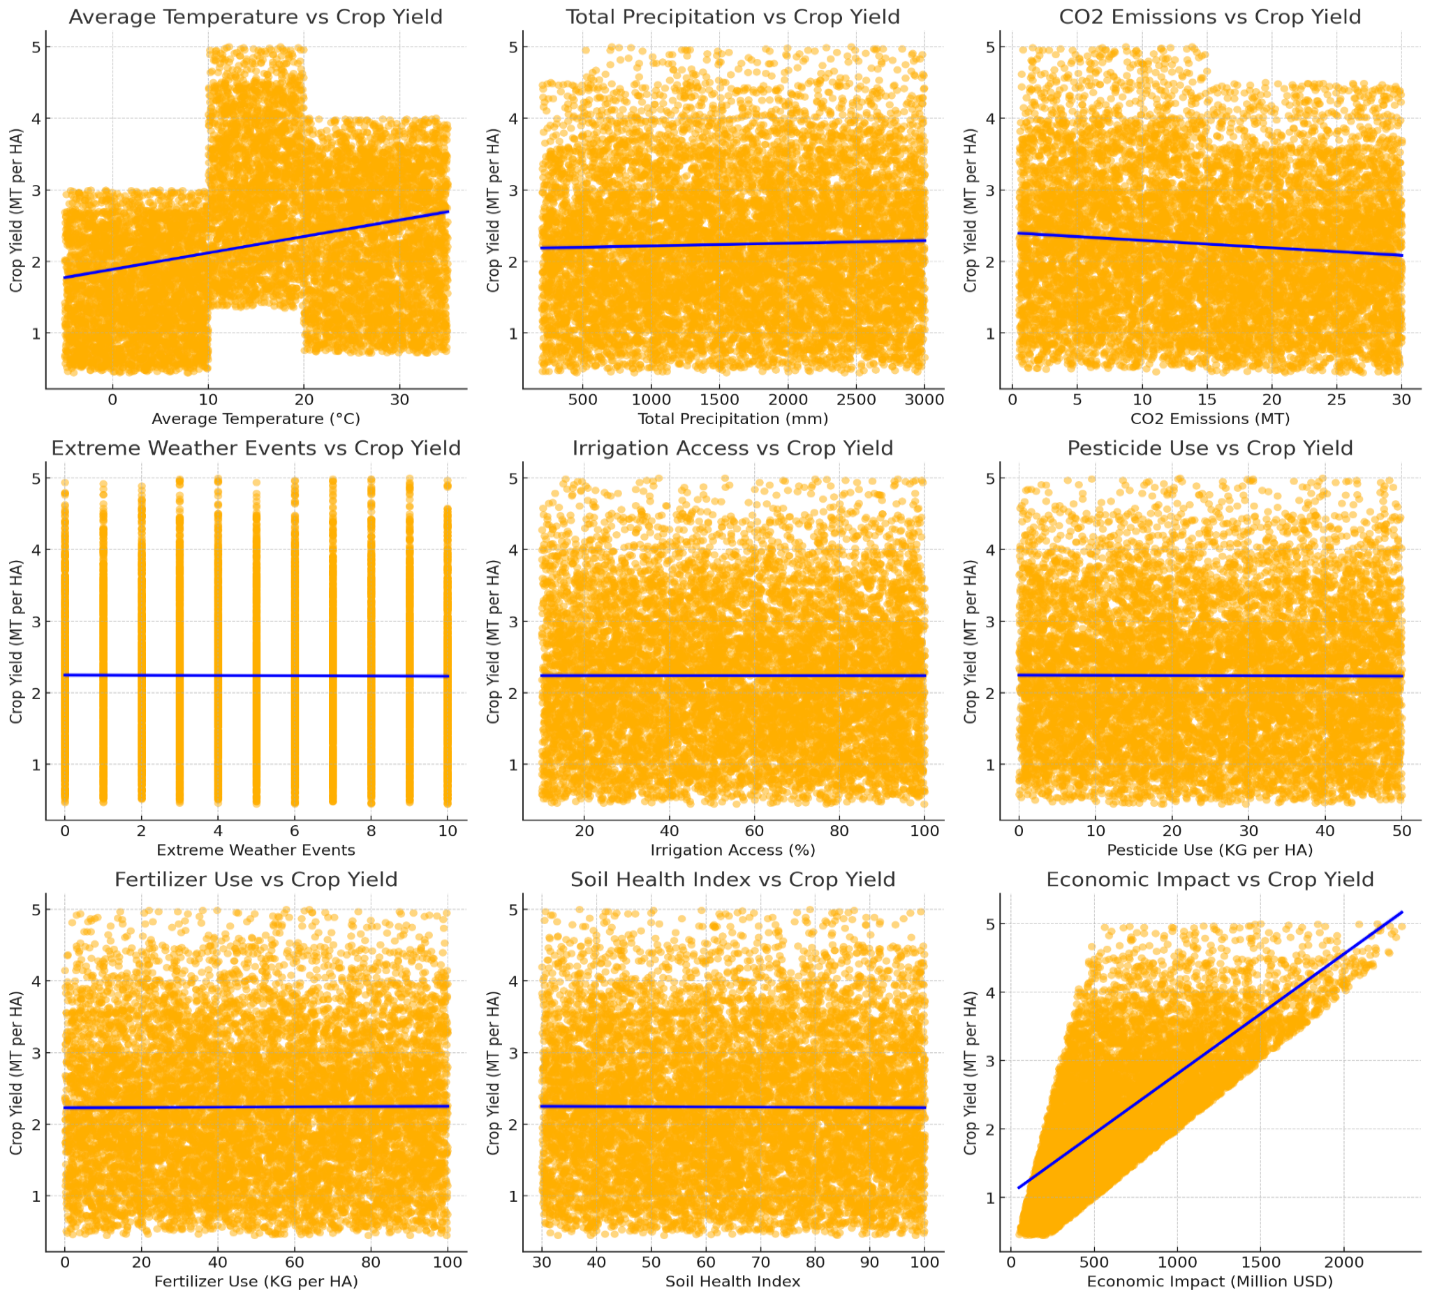 Average Temperature vs Crop Yield
Crop Yield (MT per HA)
5
4
3
2
1
0 10 20 30
Average Temperature (°C)
Total Precipitation vs Crop Yield
Crop Yield (MT per HA)
5
4
3
2
1
500 1000 1500 2000 2500 3000
Total Precipitation (mm)
CO2 Emissions vs Crop Yield
Crop Yield (MT per HA)
5
4
3
2
1
0 5 10 15 20 25 30
CO2 Emissions (MT)
Extreme Weather Events vs Crop Yield
Crop Yield (MT per HA)
5
4
3
2
1
0 2 4 6 8 10
Extreme Weather Events
Irrigation Access vs Crop Yield
Crop Yield (MT per HA)
5
4
3
2
1
20 40 60 80 100
Irrigation Access (%)
Pesticide Use vs Crop Yield
Crop Yield (MT per HA)
5
4
3
2
1
0 10 20 30 40 50
Pesticide Use (KG per HA)
Fertilizer Use vs Crop Yield
Crop Yield (MT per HA)
5
4
3
2
1
0 20 40 60 80 100
Fertilizer Use (KG per HA)
Soil Health Index vs Crop Yield
Crop Yield (MT per HA)
5
4
3
2
1
30 40 50 60 70 80 90 100
Soil Health Index
Economic Impact vs Crop Yield
Crop Yield (MT per HA)
5
4
3
2
1
0 500 1000 1500 2000
Economic Impact (Million USD)